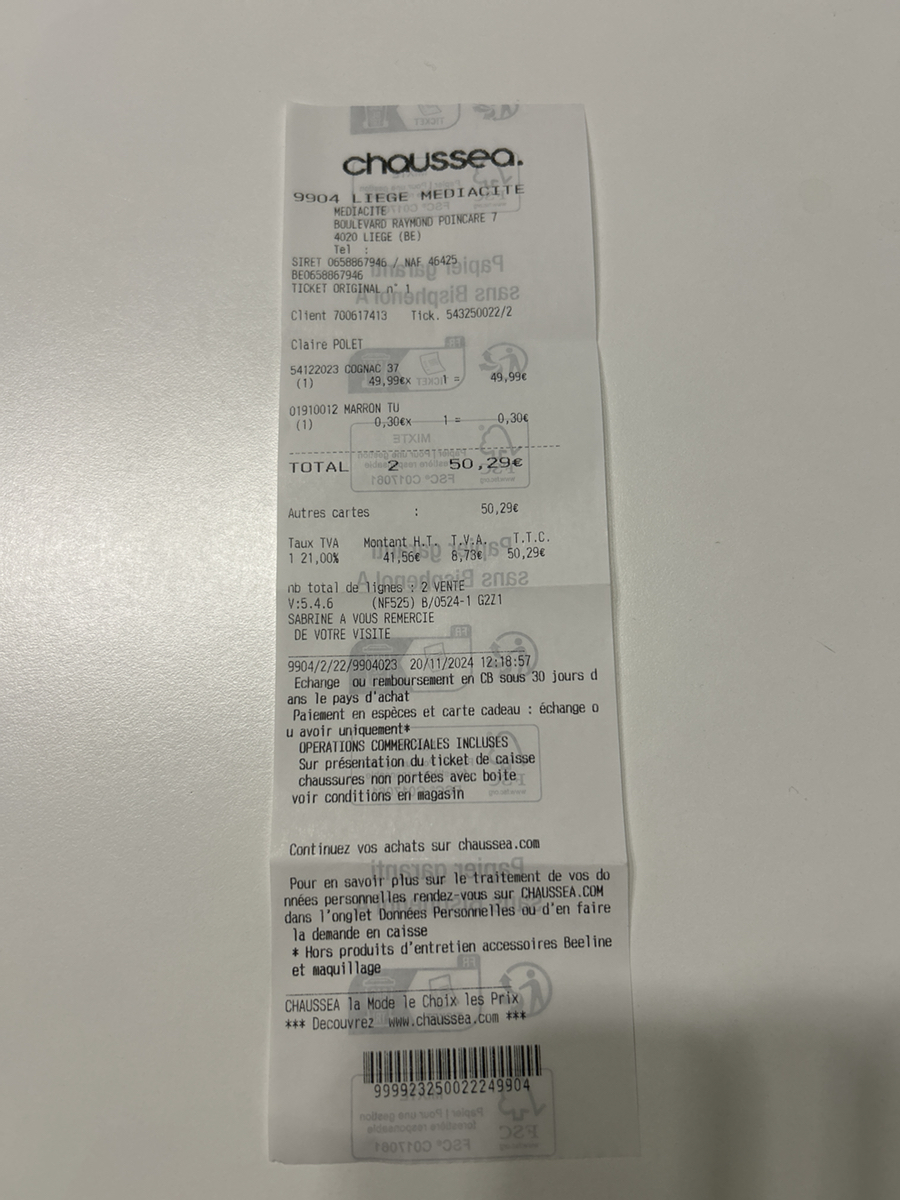 chaussea.
9904 LIEGE MEDIACITE
MEDIACITE
BOULEVARD RAYMOND POINCARE 7
4020 LIEGE (BE)
Tel :
SIRET 0658867946 / NAF 46425
BE0658867946
TICKET ORIGINAL n° 1
Client 700617413 Tick. 543250022/2
Claire POLET
54122023 COGNAC 37
(1) 49,99€x 1 = 49,99€
01910012 MARRON TU
(1) 0,30€x 1 = 0,30€
TOTAL 2 50,29€
Autres cartes : 50,29€
Taux TVA Montant H.T. T.V.A. T.T.C.
1 21,00% 41,56€ 8,73€ 50,29€
nb total de lignes : 2 VENTE
V:5.4.6 (NF525) B/0524-1 G2Z1
SABRINE A VOUS REMERCIE
DE VOTRE VISITE
9904/2/22/9904023 20/11/2024 12:18:57
Echange ou remboursement en CB sous 30 jours d
ans le pays d'achat
Paiement en espèces et carte cadeau : échange o
u avoir uniquement*
OPERATIONS COMMERCIALES INCLUSES
Sur présentation du ticket de caisse
chaussures non portées avec boite
voir conditions en magasin
Continuez vos achats sur chaussea.com
Pour en savoir plus sur le traitement de vos do
nnées personnelles rendez-vous sur CHAUSSEA.COM
dans l'onglet Données Personnelles ou d'en faire
la demande en caisse
* Hors produits d'entretien accessoires Beeline
et maquillage
CHAUSSEA la Mode le Choix les Prix
*** Decouvrez www.chaussea.com ***
999923250022249904